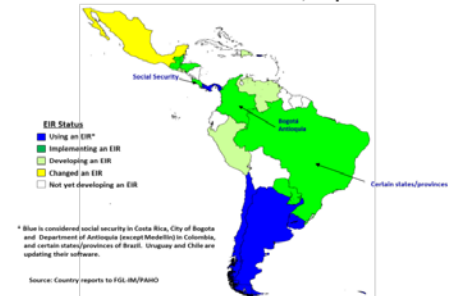 Social Security
Bogota
Antioquia
EIR Status
Using an EIR*
Implementing an EIR
Developing an EIR
Changed an EIR
Not yet developing an EIR
Certain states/provinces
* Blue is considered social security in Costa Rica, City of Bogota
and Department of Antioquia (except Medellin) in Colombia,
and certain states/provinces of Brazil. Uruguay and Chile are
updating their software.
Source: Country reports to FGL-IM/PAHO